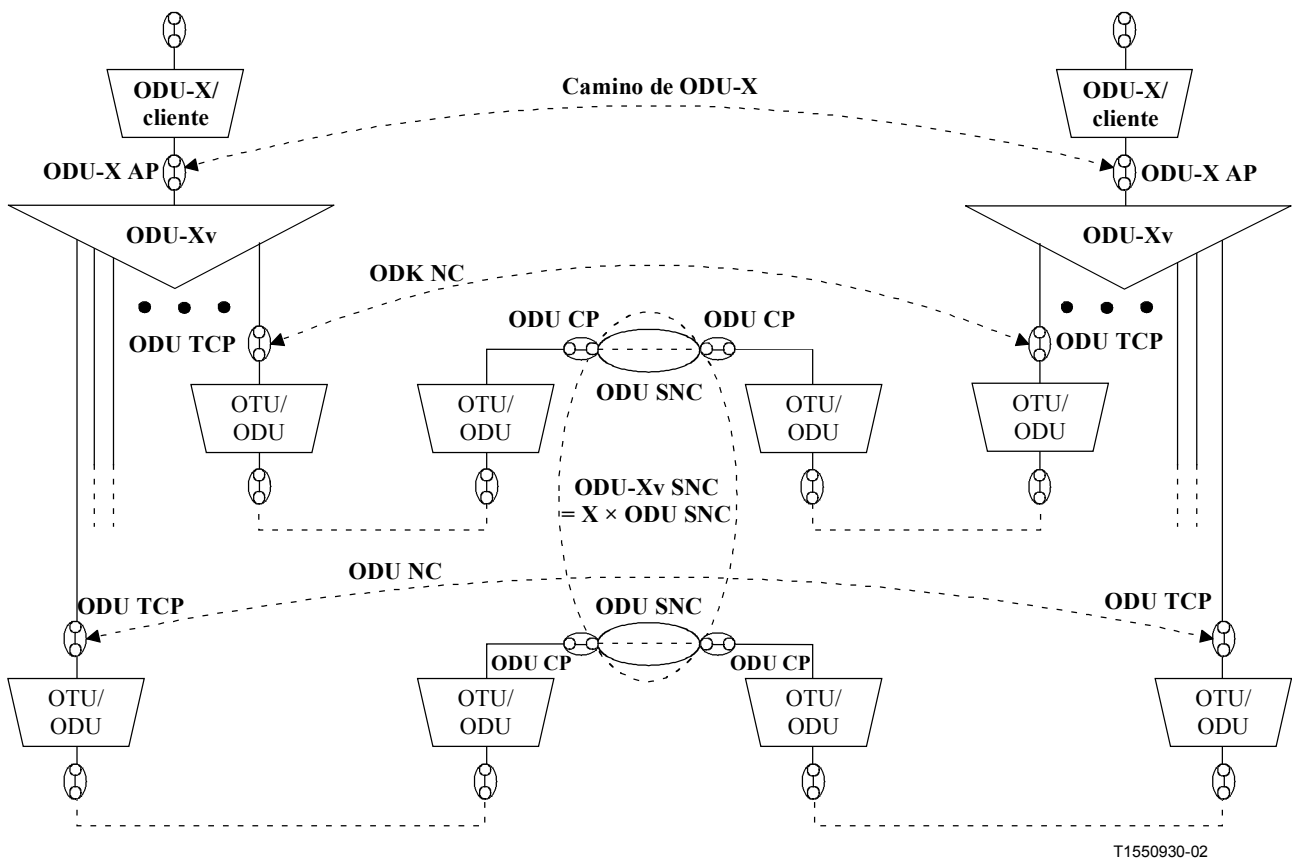 ODU-X/
cliente
Camino de ODU-X
ODU-X/
cliente
ODU-X AP
ODU-X AP
ODU-Xv
ODU-Xv
ODK NC
ODU TCP
ODU CP
ODU CP
ODU TCP
ODU SNC
OTU/
ODU
OTU/
ODU
OTU/
ODU
OTU/
ODU
ODU-Xv SNC
= X × ODU SNC
ODU NC
ODU TCP
ODU SNC
ODU TCP
ODU CP
ODU CP
OTU/
ODU
OTU/
ODU
OTU/
ODU
OTU/
ODU
T1550930-02